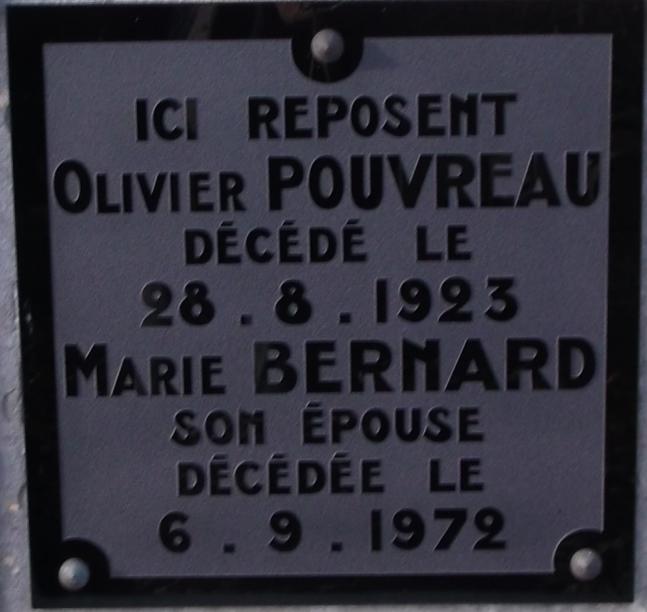 ICI REPOSENT
OLIVIER POUVREAU
DÉCÉDÉ LE
28.8.1923
MARIE BERNARD
SON ÉPOUSE
DÉCÉDÉE LE
6.9.1972